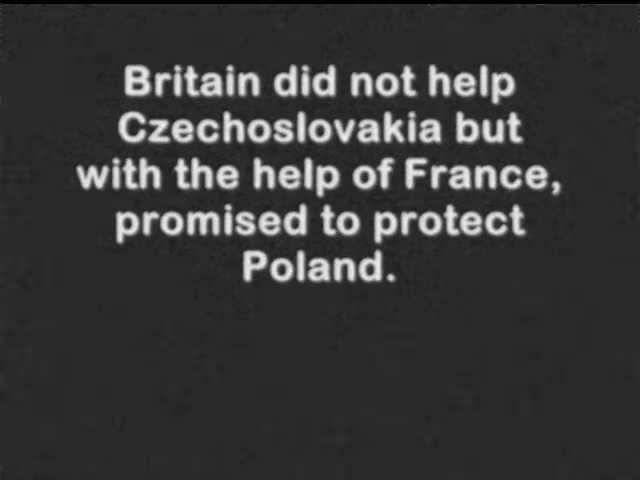 Britain did not help
Czechoslovakia but
with the help of France,
promised to protect
Poland.